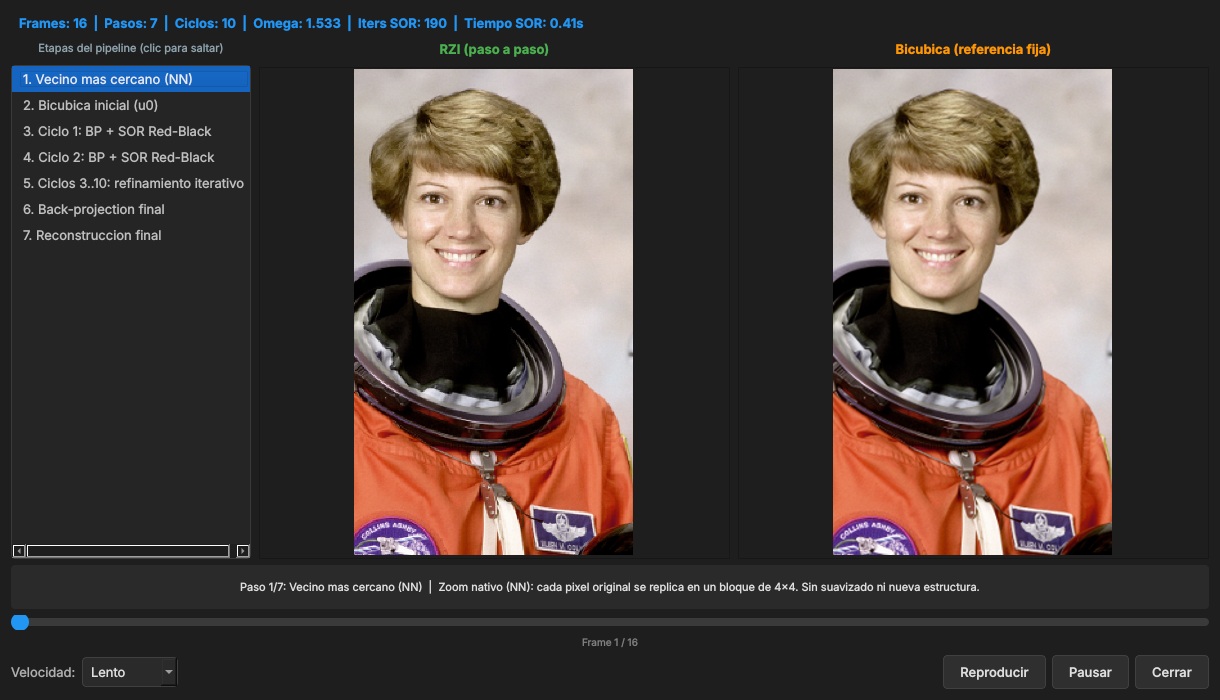 Frames: 16 | Pasos: 7 | Ciclos: 10 | Omega: 1.533 | Iters SOR: 190 | Tiempo SOR: 0.41s
Etapas del pipeline (clic para saltar)
RZI (paso a paso)
Bicubica (referencia fija)
1. Vecino mas cercano (NN)
2. Bicubica inicial (u0)
3. Ciclo 1: BP + SOR Red-Black
4. Ciclo 2: BP + SOR Red-Black
5. Ciclos 3..10: refinamiento iterativo
6. Back-projection final
7. Reconstruccion final
COLLINS
COLLINS
Paso 1/7: Vecino mas cercano (NN) | Zoom nativo (NN): cada pixel original se replica en un bloque de 4×4. Sin suavizado ni nueva estructura.
Frame 1 / 16
Velocidad:
Lento
Reproducir
Pausar
Cerrar